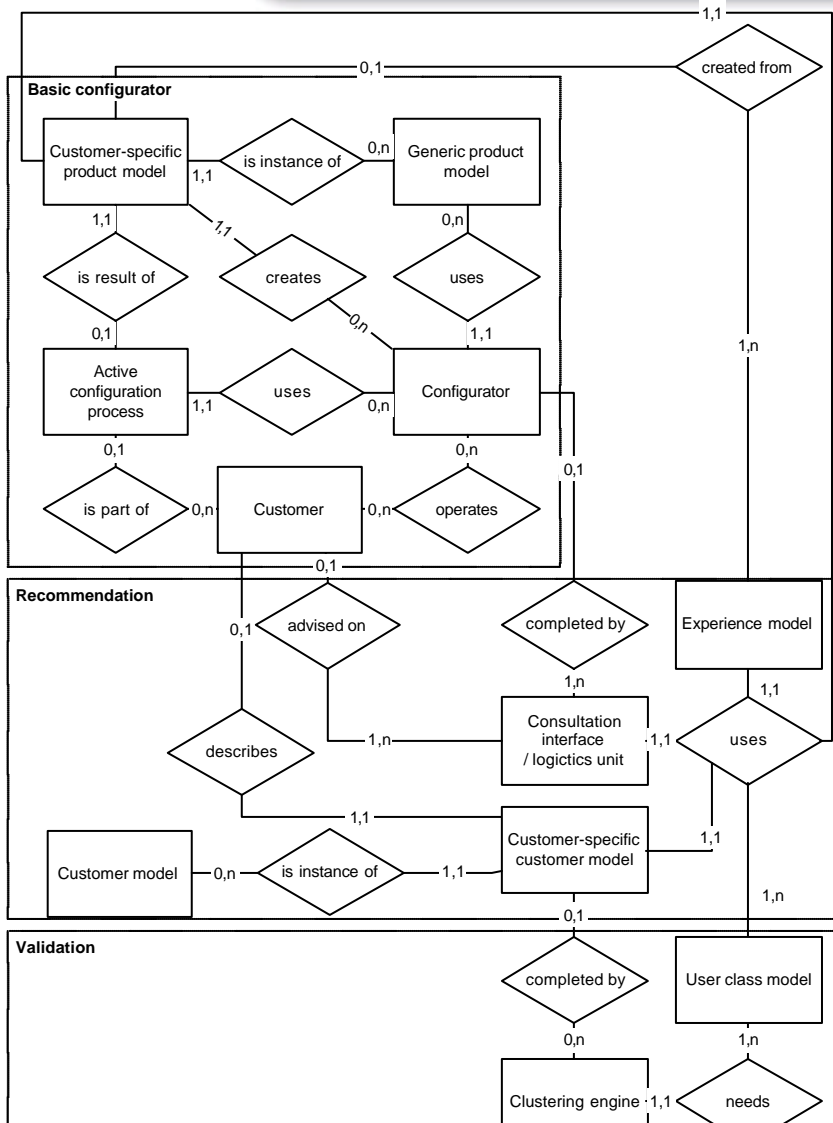 1,1
0,1
created from
Basic configurator
Customer-specific
product model
1,1
is instance of
0,n
Generic product
model
1,1
1,1
0,n
is result of
creates
uses
0,1
0,n
1,1
1,n
Active
configuration
process
1,1
uses
0,n
Configurator
0,1
0,n
0,1
is part of
0,n
Customer
0,n
operates
0,1
Recommendation
0,1
advised on
completed by
Experience model
1,n
1,1
1,n
Consultation
interface
/ logictics unit
1,1
uses
describes
1,1
Customer-specific
customer model
1,1
Customer model
0,n
is instance of
1,1
1,n
0,1
Validation
completed by
User class model
0,n
1,n
Clustering engine
1,1
needs